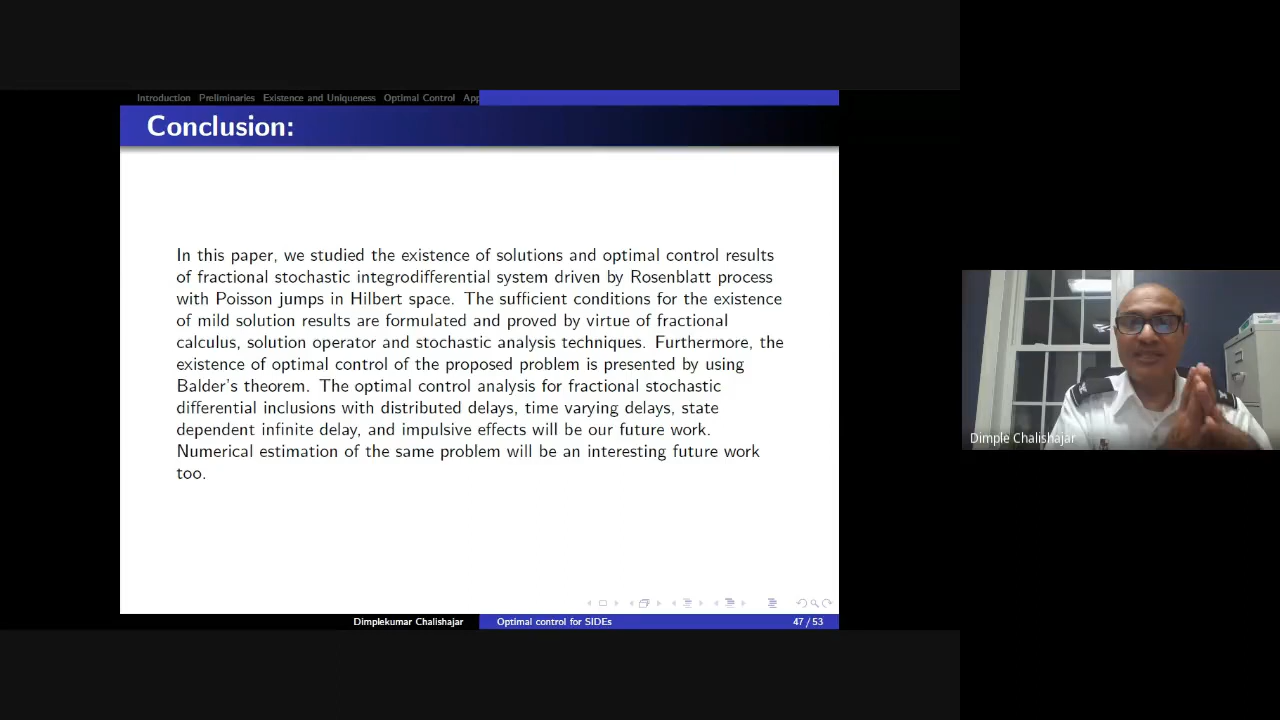 Introduction Preliminaries Existence and Uniqueness Optimal Control App
Conclusion:
In this paper, we studied the existence of solutions and optimal control results
of fractional stochastic integrodifferential system driven by Rosenblatt process
with Poisson jumps in Hilbert space. The sufficient conditions for the existence
of mild solution results are formulated and proved by virtue of fractional
calculus, solution operator and stochastic analysis techniques. Furthermore, the
existence of optimal control of the proposed problem is presented by using
Balder's theorem. The optimal control analysis for fractional stochastic
differential inclusions with distributed delays, time varying delays, state
dependent infinite delay, and impulsive effects will be our future work.
Numerical estimation of the same problem will be an interesting future work
too.
Dimplekumar Chalishajar Optimal control for SIDEs 47 / 53
Dimple Chalishajar